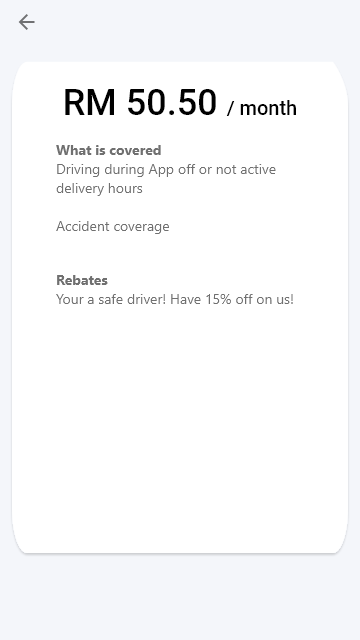 RM 50.50 / month
What is covered
Driving during App off or not active
delivery hours
Accident coverage
Rebates
Your a safe driver! Have 15% off on us!